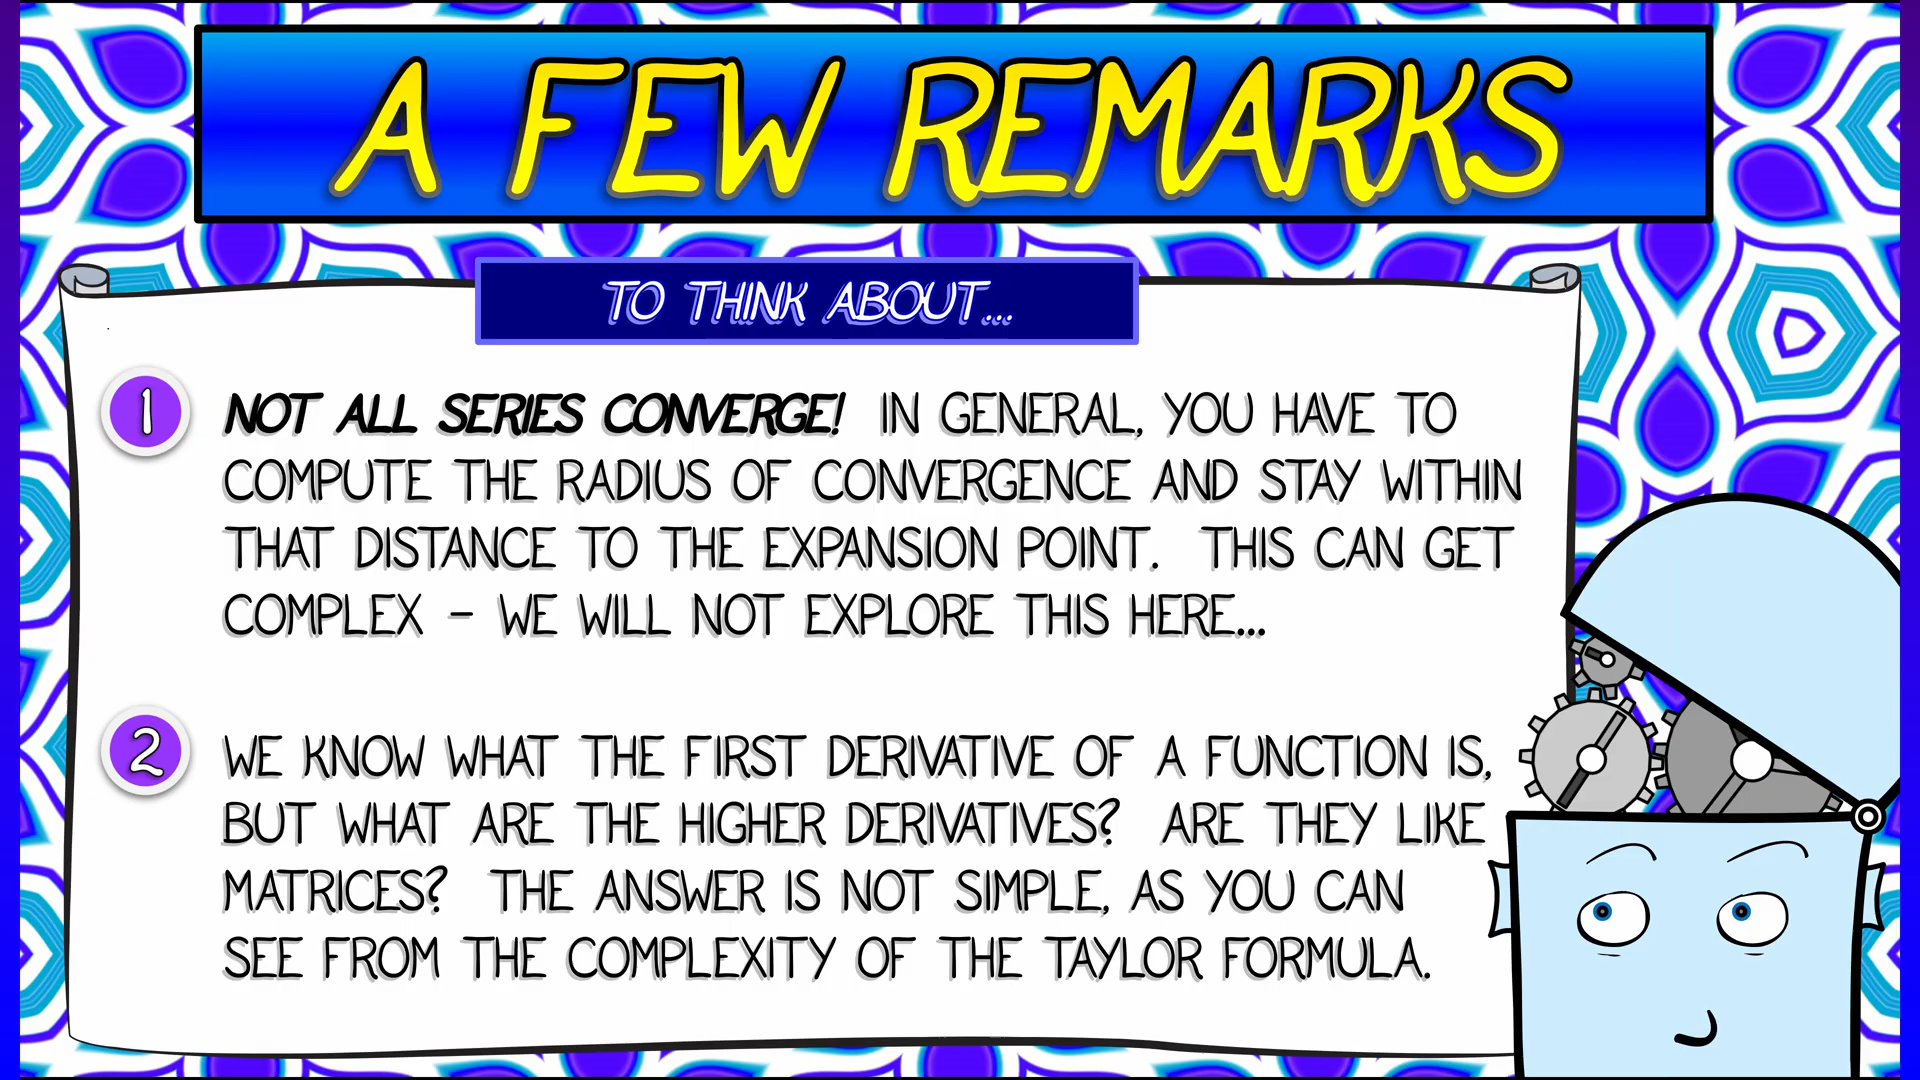 A FEW REMARKS
TO THINK ABOUT...
1
NOT ALL SERIES CONVERGE! IN GENERAL, YOU HAVE TO
COMPUTE THE RADIUS OF CONVERGENCE AND STAY WITHIN
THAT DISTANCE TO THE EXPANSION POINT. THIS CAN GET
COMPLEX - WE WILL NOT EXPLORE THIS HERE...
2
WE KNOW WHAT THE FIRST DERIVATIVE OF A FUNCTION IS,
BUT WHAT ARE THE HIGHER DERIVATIVES? ARE THEY LIKE
MATRICES? THE ANSWER IS NOT SIMPLE, AS YOU CAN
SEE FROM THE COMPLEXITY OF THE TAYLOR FORMULA.